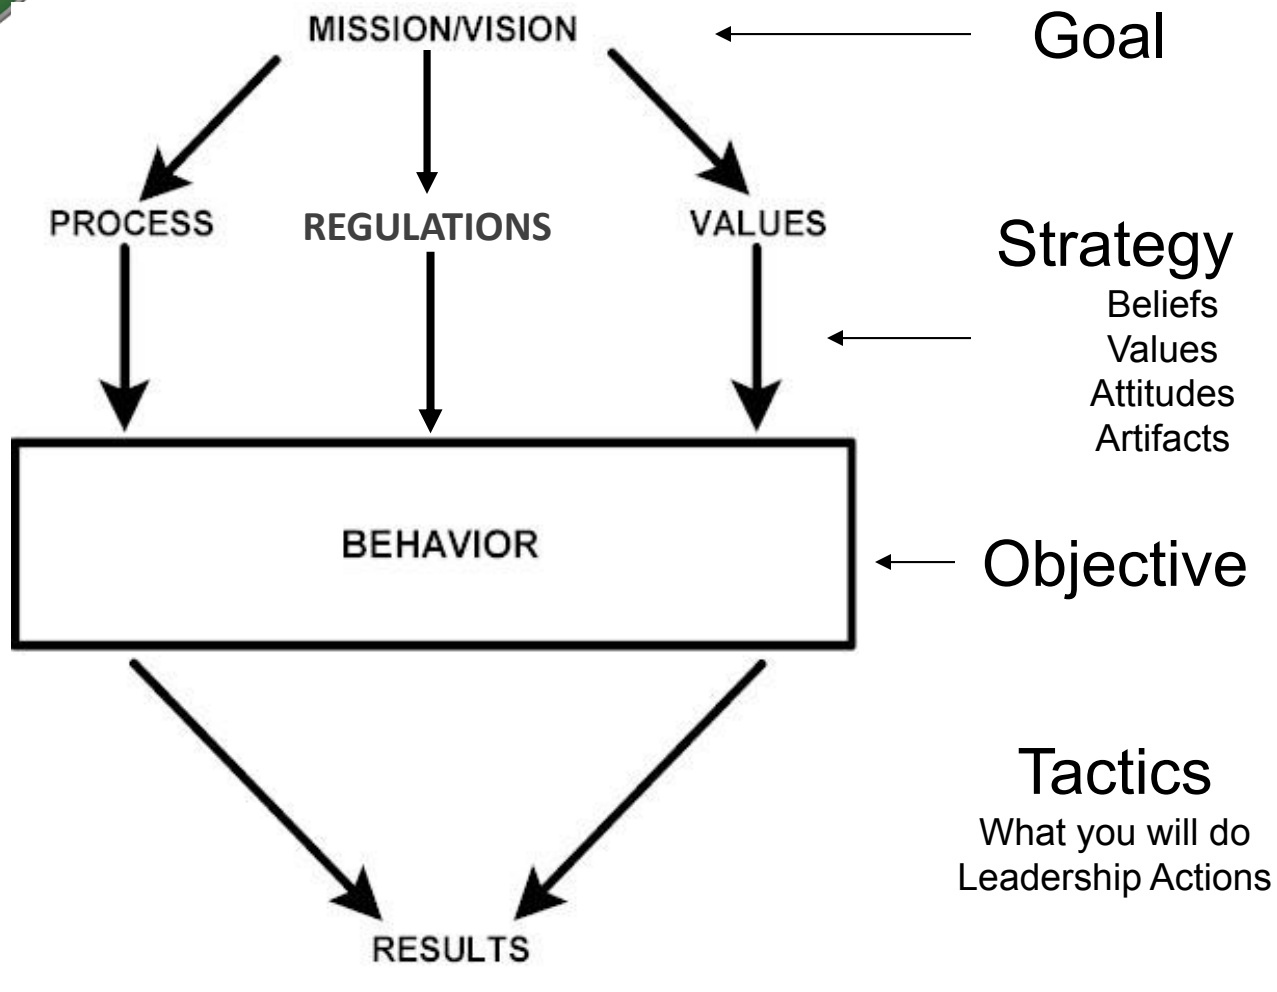 MISSION/VISION
Goal
PROCESS
REGULATIONS
VALUES
Strategy
Beliefs
Values
Attitudes
Artifacts
BEHAVIOR
Objective
Tactics
What you will do
Leadership Actions
RESULTS